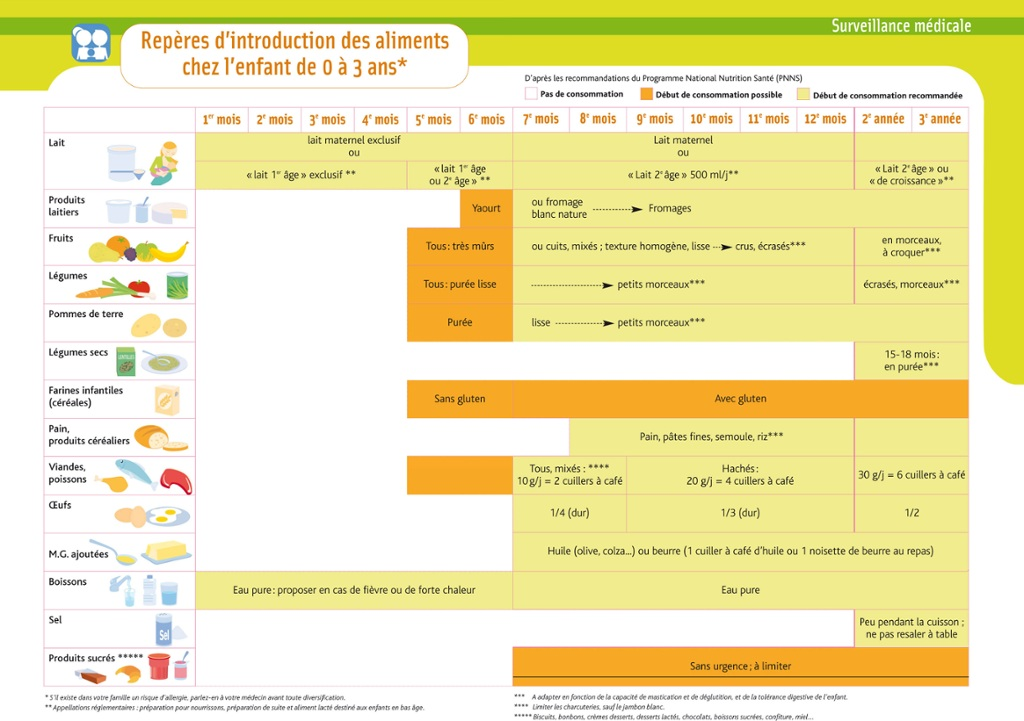 Surveillance médicale
Repères d'introduction des aliments
chez l'enfant de 0 à 3 ans*
D'après les recommandations du Programme National Nutrition Santé (PNNS)
Pas de consommation
Début de consommation possible
Début de consommation recommandée
1er mois
2e mois
3e mois
4e mois
5e mois
6e mois
7e mois
8e mois
9e mois
10e mois
11e mois
12e mois
2e année
3e année
Lait
lait maternel exclusif
ou
« lait 1er âge » exclusif **
« lait 1er âge
ou 2e âge » **
Lait maternel
ou
« Lait 2e âge » 500 ml/j**
« Lait 2e âge » ou
« de croissance »**
Produits
laitiers
Yaourt
ou fromage
blanc nature
Fromages
Fruits
Tous : très mûrs
ou cuits, mixés ; texture homogène, lisse
crus, écrasés***
en morceaux,
à croquer***
Légumes
Tous : purée lisse
petits morceaux***
écrasés, morceaux***
Pommes de terre
Purée
lisse
petits morceaux***
Légumes secs
15-18 mois :
en purée***
Farines infantiles
(céréales)
Sans gluten
Avec gluten
Pain,
produits céréaliers
Pain, pâtes fines, semoule, riz***
Viandes,
poissons
Tous, mixés : ****
10 g/j = 2 cuillers à café
Hachés :
20 g/j = 4 cuillers à café
30 g/j = 6 cuillers à café
Œufs
1/4 (dur)
1/3 (dur)
1/2
M.G. ajoutées
Huile (olive, colza...) ou beurre (1 cuiller à café d'huile ou 1 noisette de beurre au repas)
Boissons
Eau pure : proposer en cas de fièvre ou de forte chaleur
Eau pure
Sel
Sel
Peu pendant la cuisson ;
ne pas resaler à table
Produits sucrés *****
Sans urgence ; à limiter
* S'il existe dans votre famille un risque d'allergie, parlez-en à votre médecin avant toute diversification.
** Appellations réglementaires : préparation pour nourrissons, préparation de suite et aliment lacté destiné aux enfants en bas âge.
*** A adapter en fonction de la capacité de mastication et de déglutition, et de la tolérance digestive de l'enfant.
**** Limiter les charcuteries, sauf le jambon blanc.
***** Biscuits, bonbons, crèmes desserts, desserts lactés, chocolats, boissons sucrées, confiture, miel...